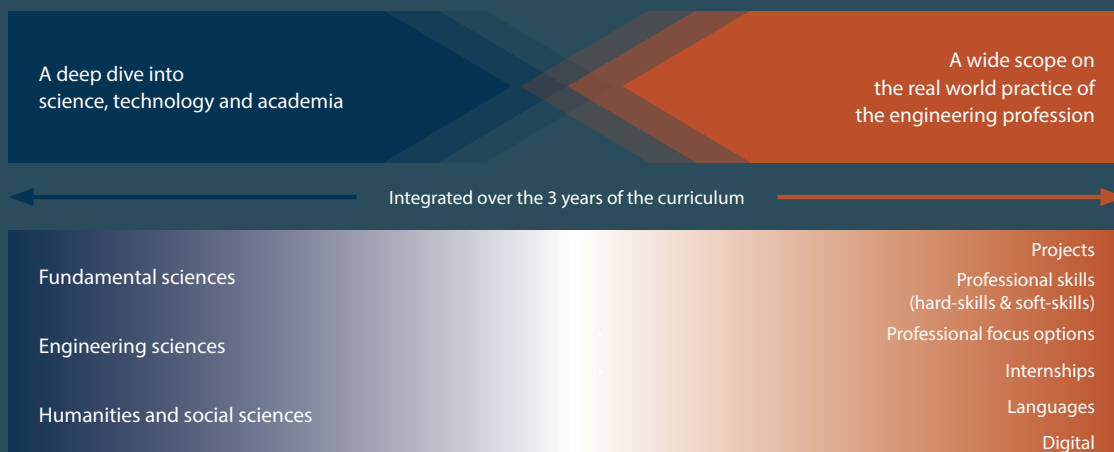 A deep dive into
science, technology and academia
A wide scope on
the real world practice of
the engineering profession
Integrated over the 3 years of the curriculum
Fundamental sciences
Engineering sciences
Humanities and social sciences
Projects
Professional skills
(hard-skills & soft-skills)
Professional focus options
Internships
Languages
Digital